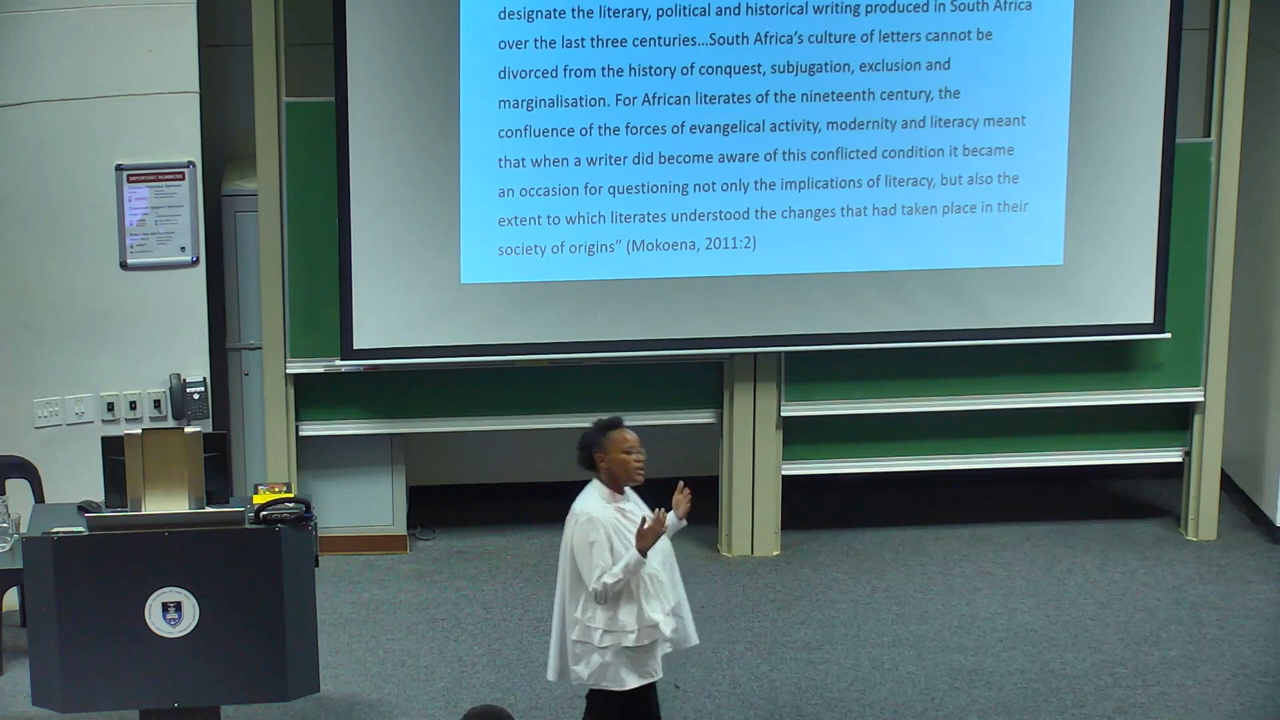 designate the literary, political and historical writing produced in South Africa
over the last three centuries...South Africa's culture of letters cannot be
divorced from the history of conquest, subjugation, exclusion and
marginalisation. For African literates of the nineteenth century, the
confluence of the forces of evangelical activity, modernity and literacy meant
that when a writer did become aware of this conflicted condition it became
an occasion for questioning not only the implications of literacy, but also the
extent to which literates understood the changes that had taken place in their
society of origins” (Mokoena, 2011:2)
IMPORTANT NUMBERS